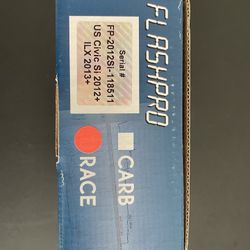 FLASHPRO
Serial #
FP-2012Si-118511
US Civic Si 2012+
ILX 2013+
CARB
RACE